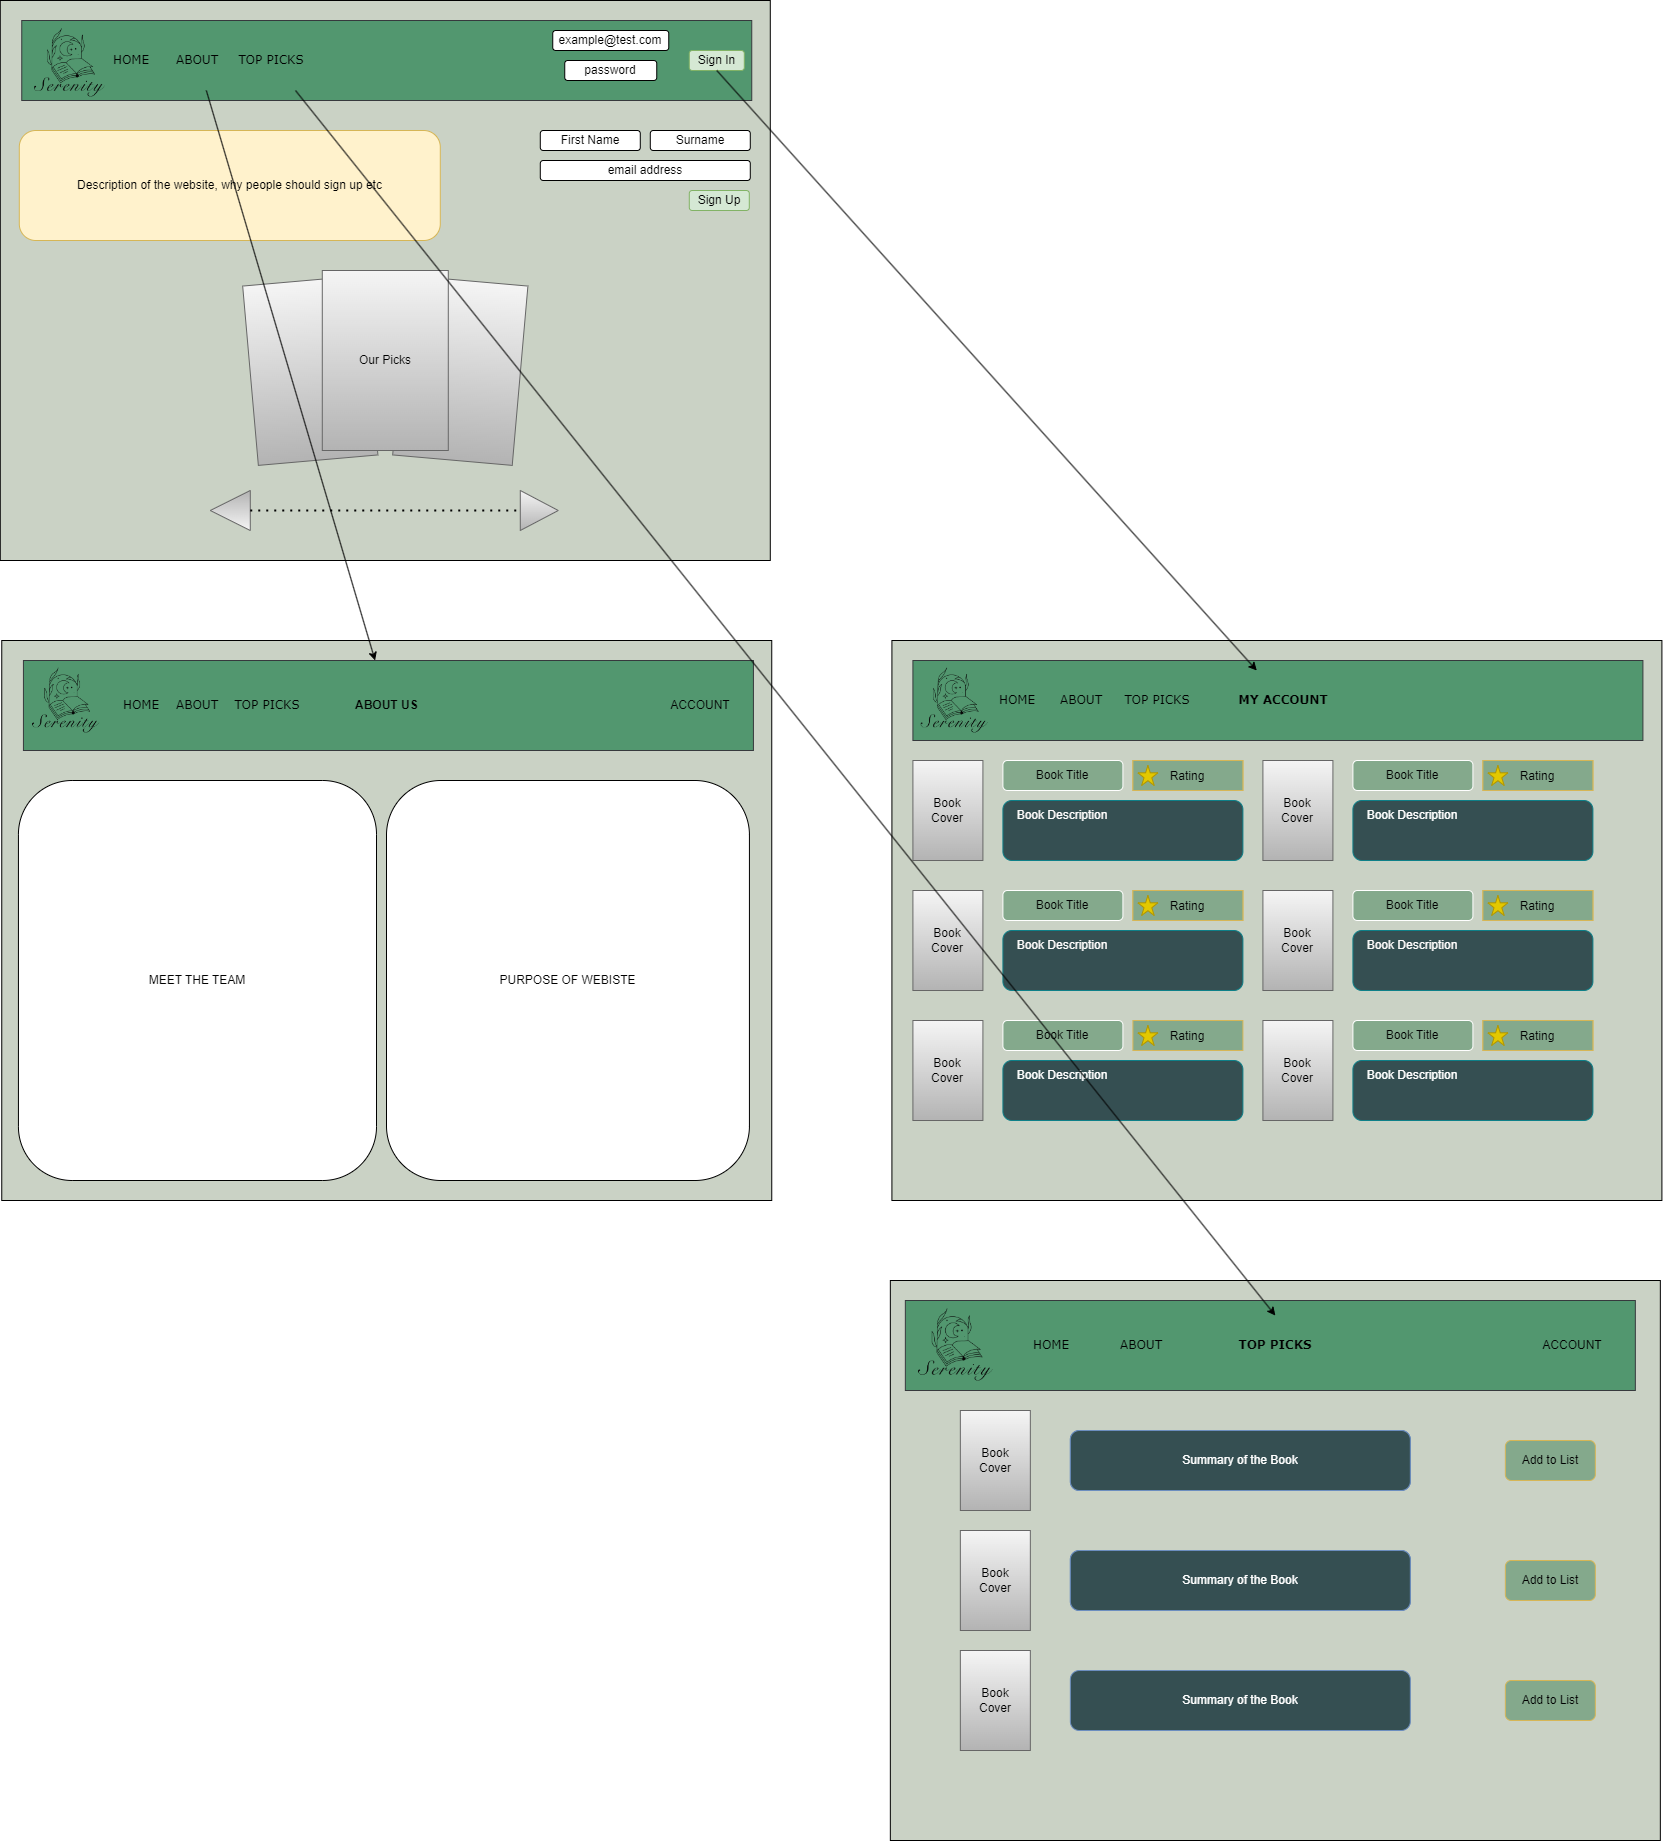 example@test.com
HOME ABOUT TOP PICKS Sign In
password
Serenity
First Name Surname
email address
Description of the website, why people should sign up etc
Sign Up
Our Picks
HOME ABOUT TOP PICKS ABOUT US ACCOUNT
Serenity
MEET THE TEAM PURPOSE OF WEBISTE
HOME ABOUT TOP PICKS MY ACCOUNT
Serenity
Book Title Rating Book Title Rating
Book
Cover
Book Description
Book
Cover
Book Description
Book Title Rating Book Title Rating
Book
Cover
Book Description
Book
Cover
Book Description
Book Title Rating Book Title Rating
Book
Cover
Book Description
Book
Cover
Book Description
HOME ABOUT TOP PICKS ACCOUNT
Serenity
Book
Cover
Summary of the Book Add to List
Book
Cover
Summary of the Book Add to List
Book
Cover
Summary of the Book Add to List